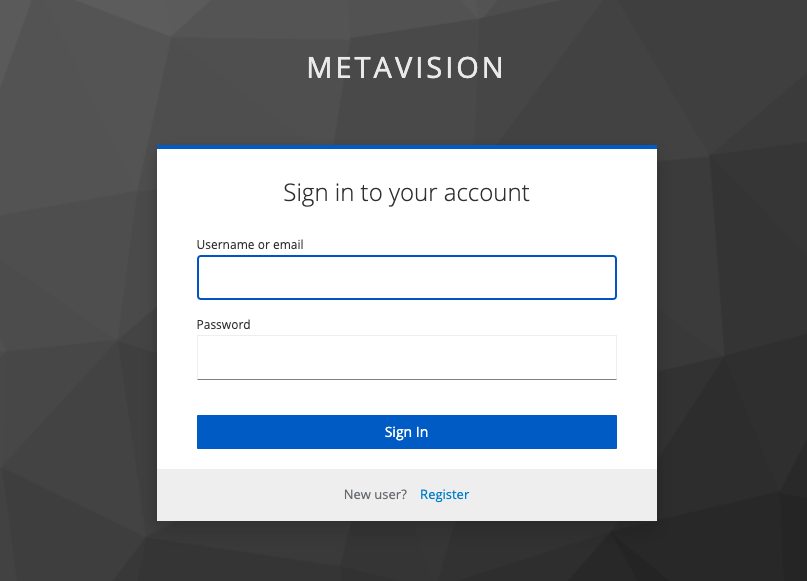 METAVISION
Sign in to your account
Username or email
Password
Sign In
New user? Register